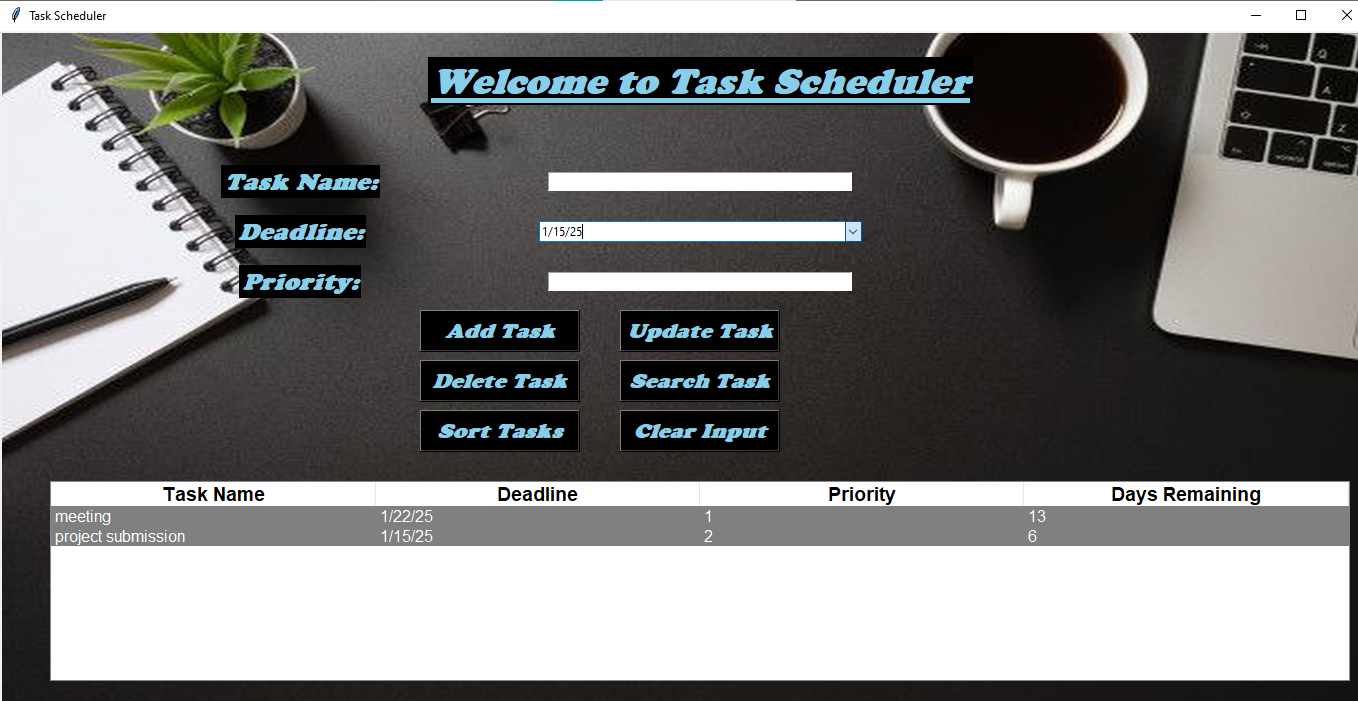 Task Scheduler
Welcome to Task Scheduler
Task Name:
Deadline: 1/15/25
Priority:
Add Task Update Task
Delete Task Search Task
Sort Tasks Clear Input
Task Name Deadline Priority Days Remaining
meeting 1/22/25 1 13
project submission 1/15/25 2 6